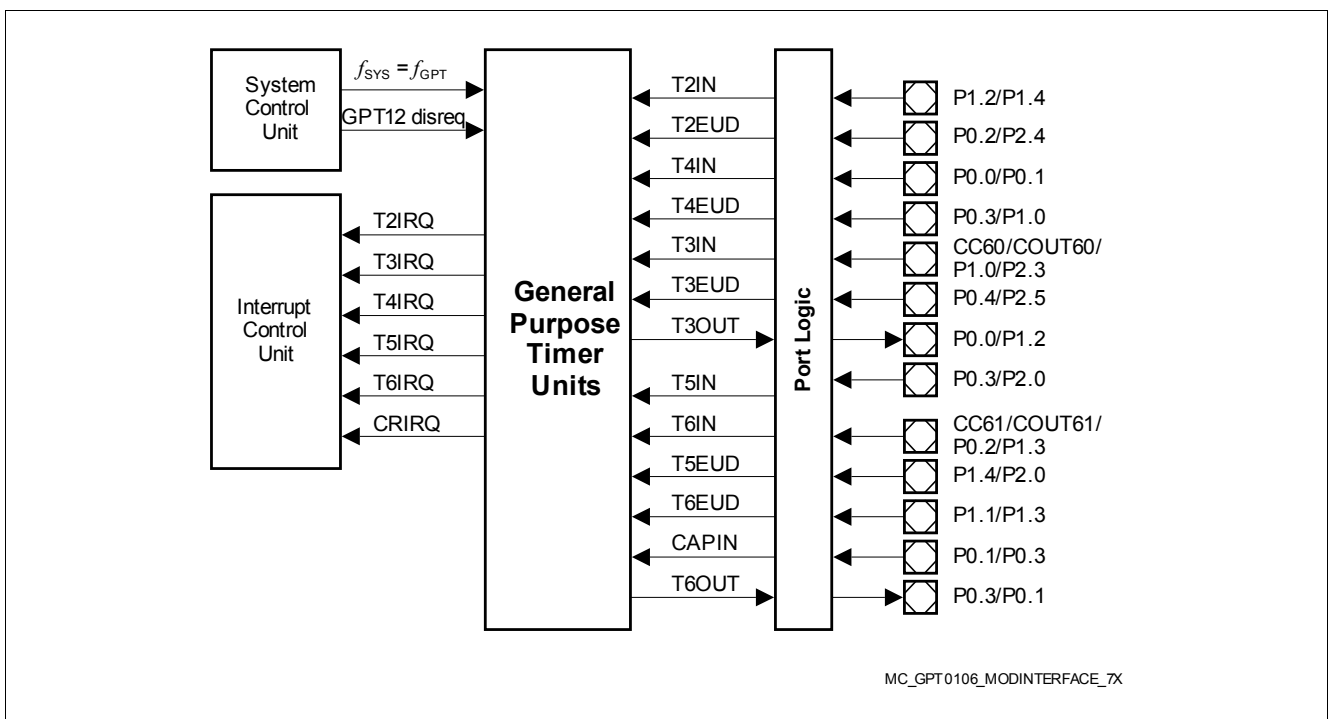 System
Control
Unit
fSYS = fGPT
GPT12 disreq
Interrupt
Control
Unit
T2IRQ
T3IRQ
T4IRQ
T5IRQ
T6IRQ
CRIRQ
General
Purpose
Timer
Units
T2IN
T2EUD
T4IN
T4EUD
T3IN
T3EUD
T3OUT
T5IN
T6IN
T5EUD
T6EUD
CAPIN
T6OUT
Port Logic
P1.2/P1.4
P0.2/P2.4
P0.0/P0.1
P0.3/P1.0
CC60/COUT60/
P1.0/P2.3
P0.4/P2.5
P0.0/P1.2
P0.3/P2.0
CC61/COUT61/
P0.2/P1.3
P1.4/P2.0
P1.1/P1.3
P0.1/P0.3
P0.3/P0.1
MC_GPT0106_MODINTERFACE_7X